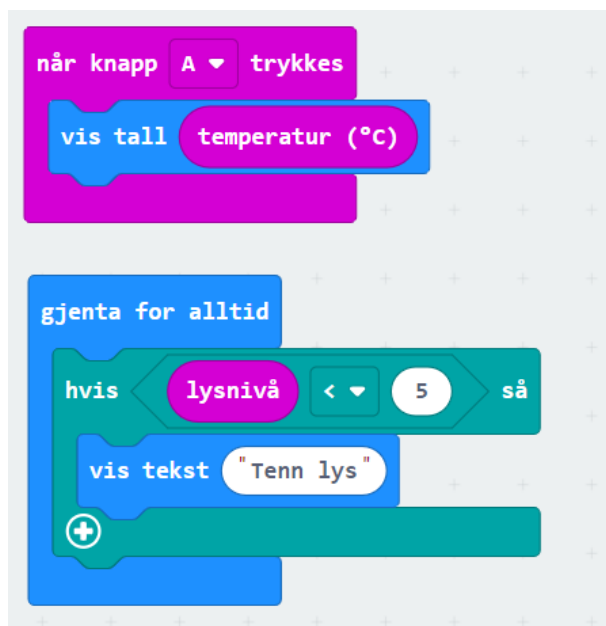 når knapp A trykkes
vis tall temperatur (°C)
gjenta for alltid
hvis lysnivå < 5 så
vis tekst "Tenn lys"